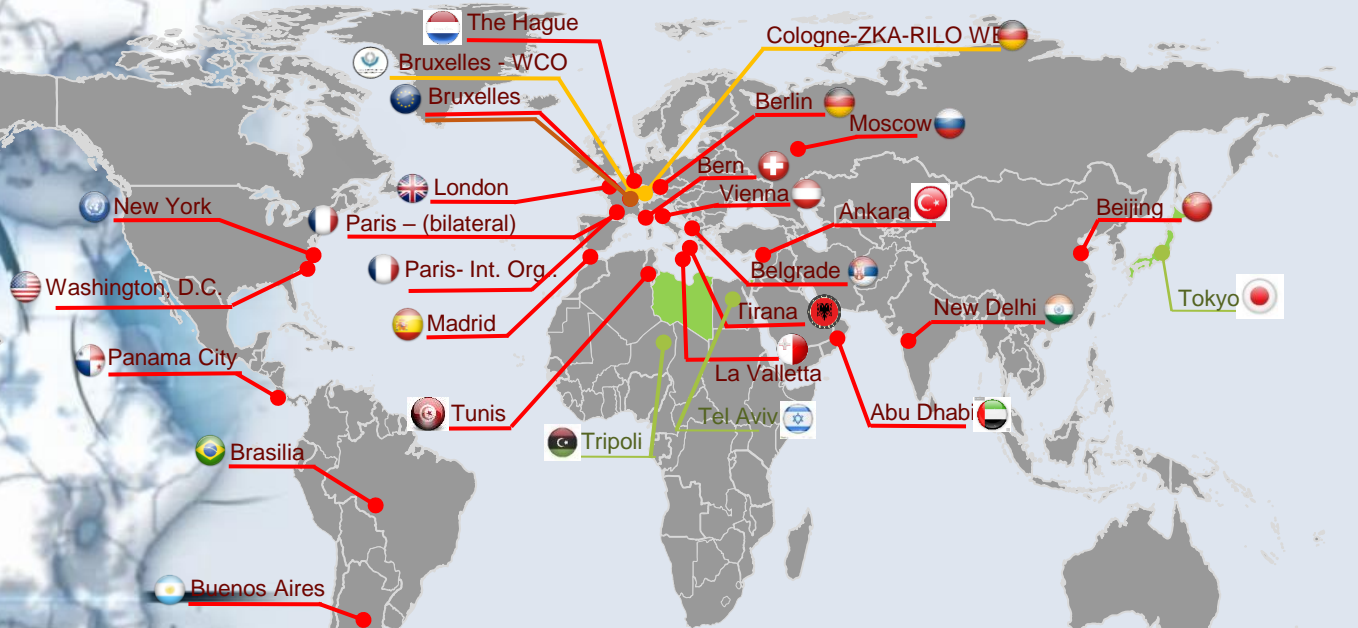 The Hague
Cologne-ZKA-RILO WE
Bruxelles - WCO
Bruxelles
Berlin
Moscow
Bern
London
Vienna
New York
Paris – (bilateral)
Ankara
Beijing
Paris- Int. Org.
Belgrade
Washington, D.C.
Tokyo
Madrid
Tirana
New Delhi
Panama City
La Valletta
Tunis
Tel Aviv
Abu Dhabi
Tripoli
Brasilia
Buenos Aires